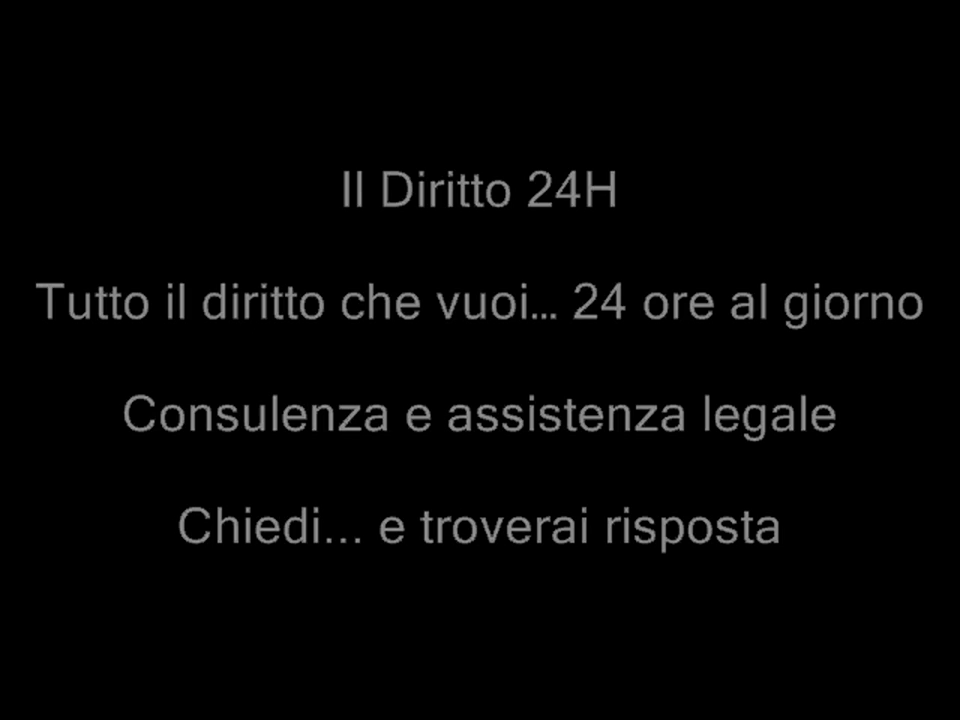 Il Diritto 24H
Tutto il diritto che vuoi… 24 ore al giorno
Consulenza e assistenza legale
Chiedi... e troverai risposta